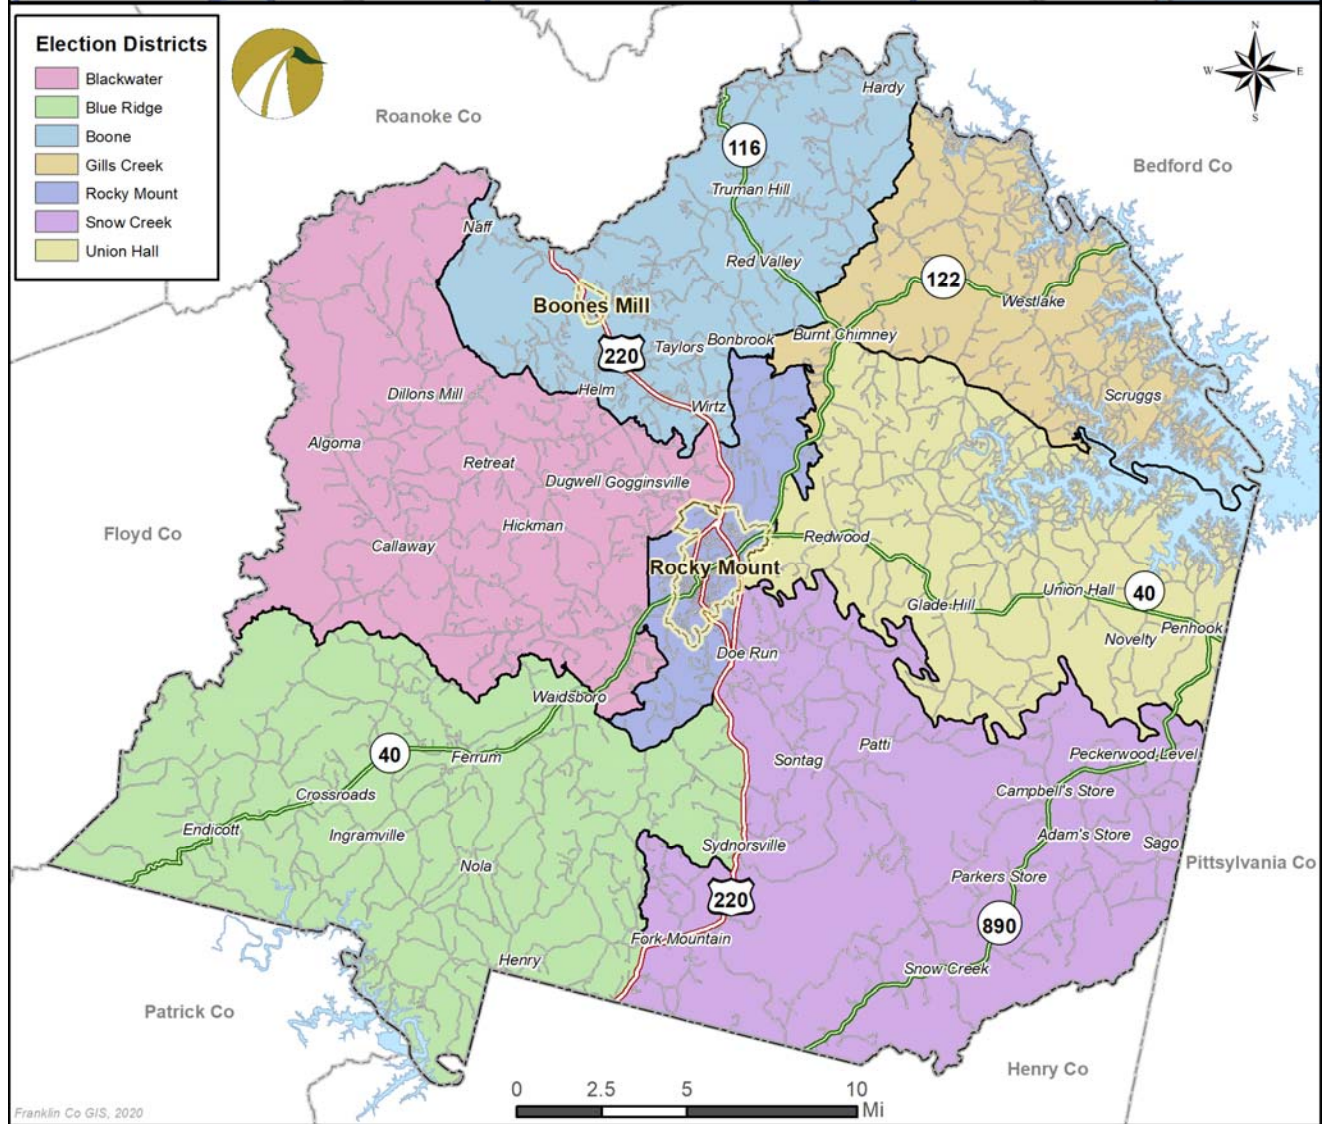 Election Districts
Blackwater
Blue Ridge
Boone
Gills Creek
Rocky Mount
Snow Creek
Union Hall
N
W
E
S
Roanoke Co
Bedford Co
Floyd Co
Patrick Co
Henry Co
Pittsylvania Co
Hardy
116
Truman Hill
Naff
Red Valley
122
Westlake
Boones Mill
220
Taylors
Bonbrook
Burnt Chimney
Helm
Wirtz
Scruggs
Dillons Mill
Algoma
Retreat
Dugwell
Gogginsville
Hickman
Callaway
Redwood
Rocky Mount
Glade Hill
Union Hall
40
Penhook
Novelty
Doe Run
Waidsboro
40
Ferrum
Crossroads
Endicott
Ingramville
Nola
Sontag
Patti
Peckerwood Level
Campbell's Store
Adam's Store
Sago
Sydnorsville
Parkers Store
220
890
Fork Mountain
Henry
Snow Creek
0 2.5 5 10
Mi
Franklin Co GIS, 2020